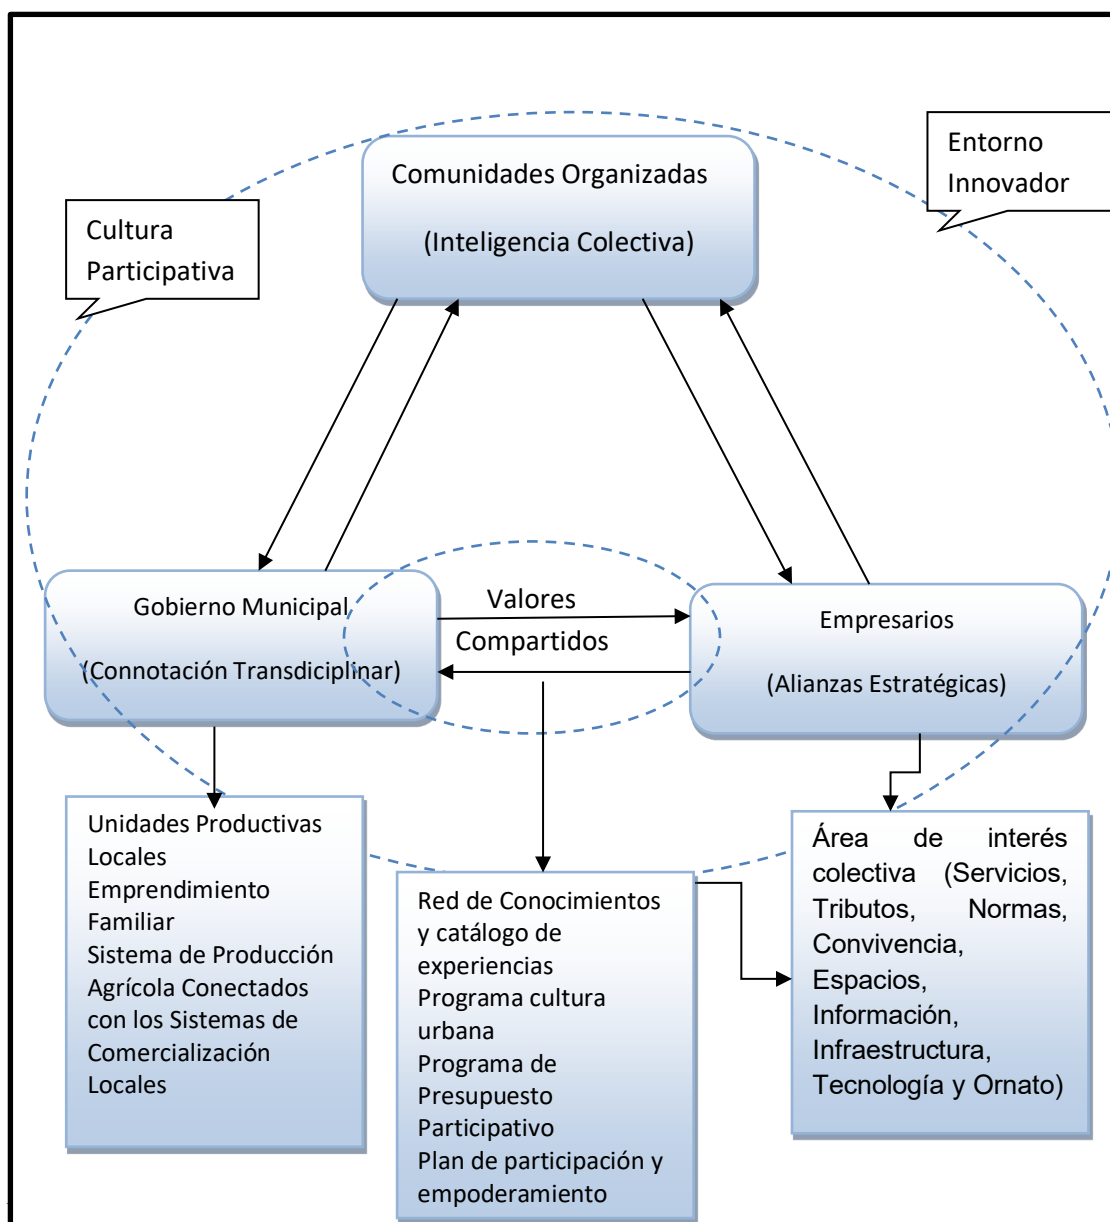 Comunidades Organizadas
(Inteligencia Colectiva)
Entorno
Innovador
Cultura
Participativa
Gobierno Municipal
(Connotación Transdiciplinar)
Valores
Compartidos
Empresarios
(Alianzas Estratégicas)
Unidades Productivas
Locales
Emprendimiento
Familiar
Sistema de Producción
Agrícola Conectados
con los Sistemas de
Comercialización
Locales
Red de Conocimientos
y catálogo de
experiencias
Programa cultura
urbana
Programa de
Presupuesto
Participativo
Plan de participación y
empoderamiento
Área de interés
colectiva (Servicios,
Tributos, Normas,
Convivencia,
Espacios,
Información,
Infraestructura,
Tecnología y Ornato)